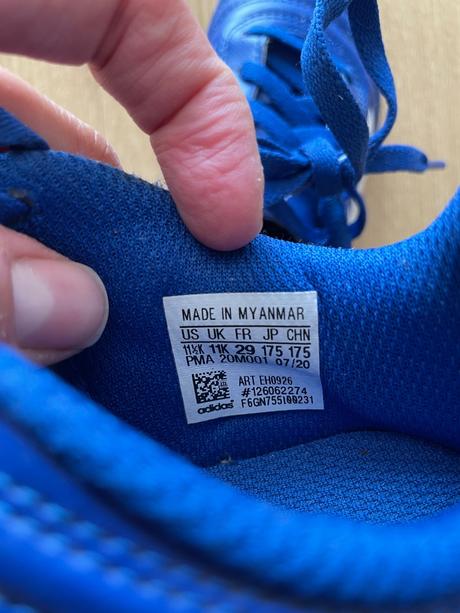 MADE IN MYANMAR
US UK FR JP CHN
11½K 11K 29 175 175
PMA 20M001 07/20
ART EH0926
#126062274
adidas® F6GN755109231